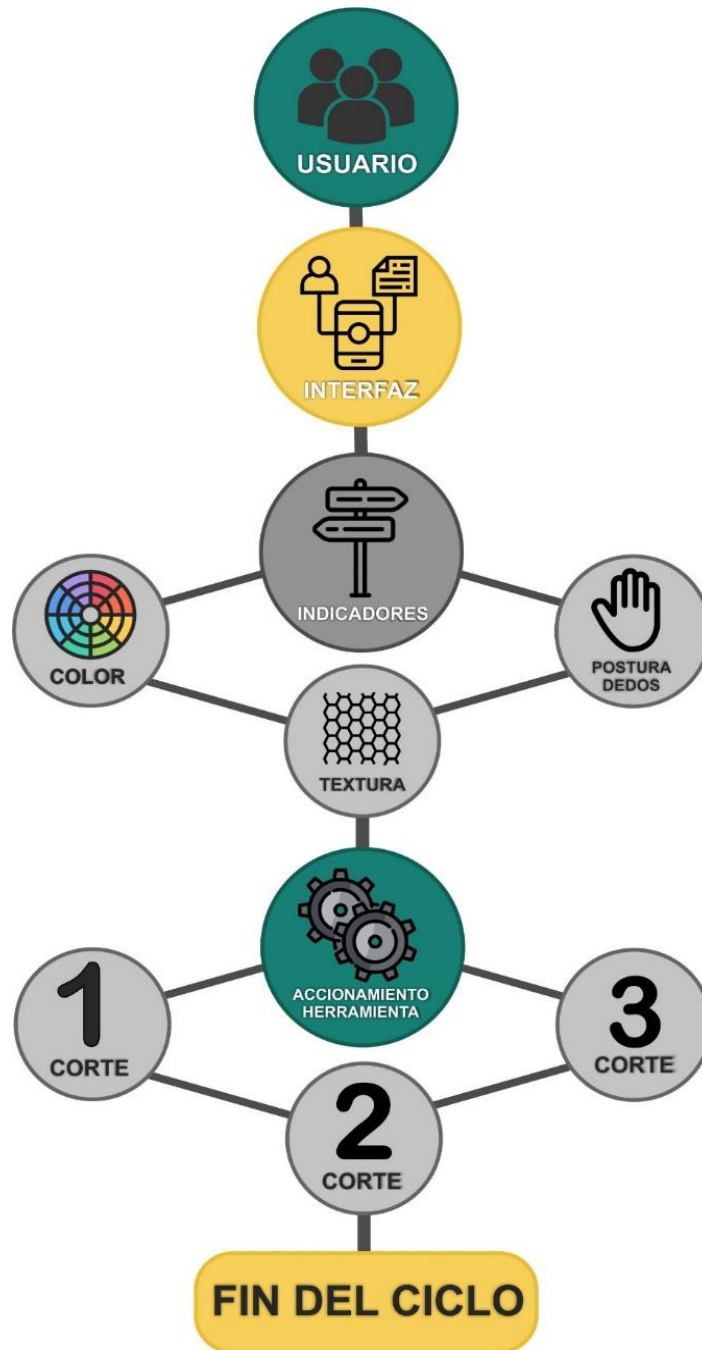 USUARIO
INTERFAZ
INDICADORES
COLOR
POSTURA
DEDOS
TEXTURA
ACCIONAMIENTO
HERRAMIENTA
1
CORTE
3
CORTE
2
CORTE
FIN DEL CICLO